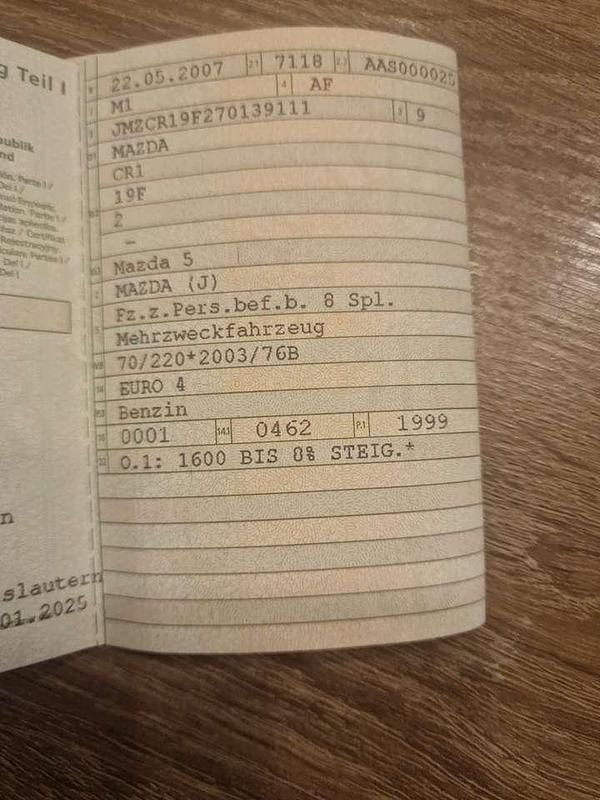 g Teil I
publik
nd
n
slautern
01.2025
22.05.2007 2.1 7118 2.2 AAS000025
M1 4 AF
JMZCR19F270139111 3 9
MAZDA
CR1
19F
2
–
Mazda 5
MAZDA (J)
Fz.z.Pers.bef.b. 8 Spl.
Mehrzweckfahrzeug
70/220*2003/76B
EURO 4
Benzin
0001 14.1 0462 P.1 1999
O.1: 1600 BIS 8% STEIG.*